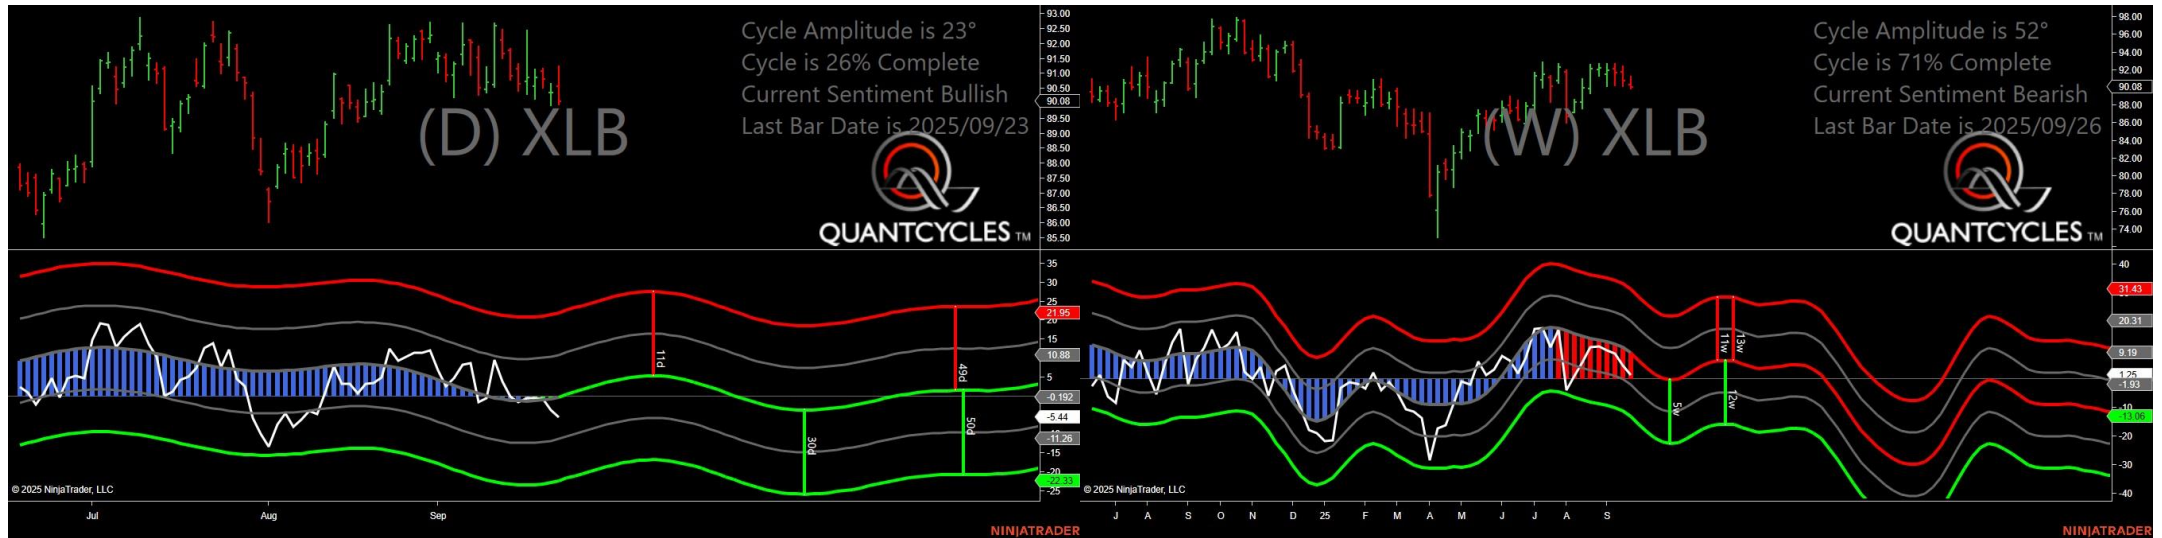 Cycle Amplitude is 23°
Cycle is 26% Complete
Current Sentiment Bullish
Last Bar Date is 2025/09/23
(D) XLB
QUANTCYCLES TM
93.00
92.50
92.00
91.50
91.00
90.50
90.08
89.50
89.00
88.50
88.00
87.50
87.00
86.50
86.00
85.50
35
30
25
21.95
20
15
10.88
5
-0.192
-5.44
-11.26
-15
-20
-22.33
-25
11d
30d
49d
50d
© 2025 NinjaTrader, LLC
Jul
Aug
Sep
NINJATRADER
Cycle Amplitude is 52°
Cycle is 71% Complete
Current Sentiment Bearish
Last Bar Date is 2025/09/26
(W) XLB
QUANTCYCLES TM
98.00
96.00
94.00
92.00
90.08
88.00
86.00
84.00
82.00
80.00
78.00
76.00
74.00
40
31.43
20.31
9.19
1.25
-1.93
-13.06
-20
-30
-40
5w
11w
13w
12w
© 2025 NinjaTrader, LLC
J
A
S
O
N
D
25
F
M
A
M
J
J
A
S
NINJATRADER